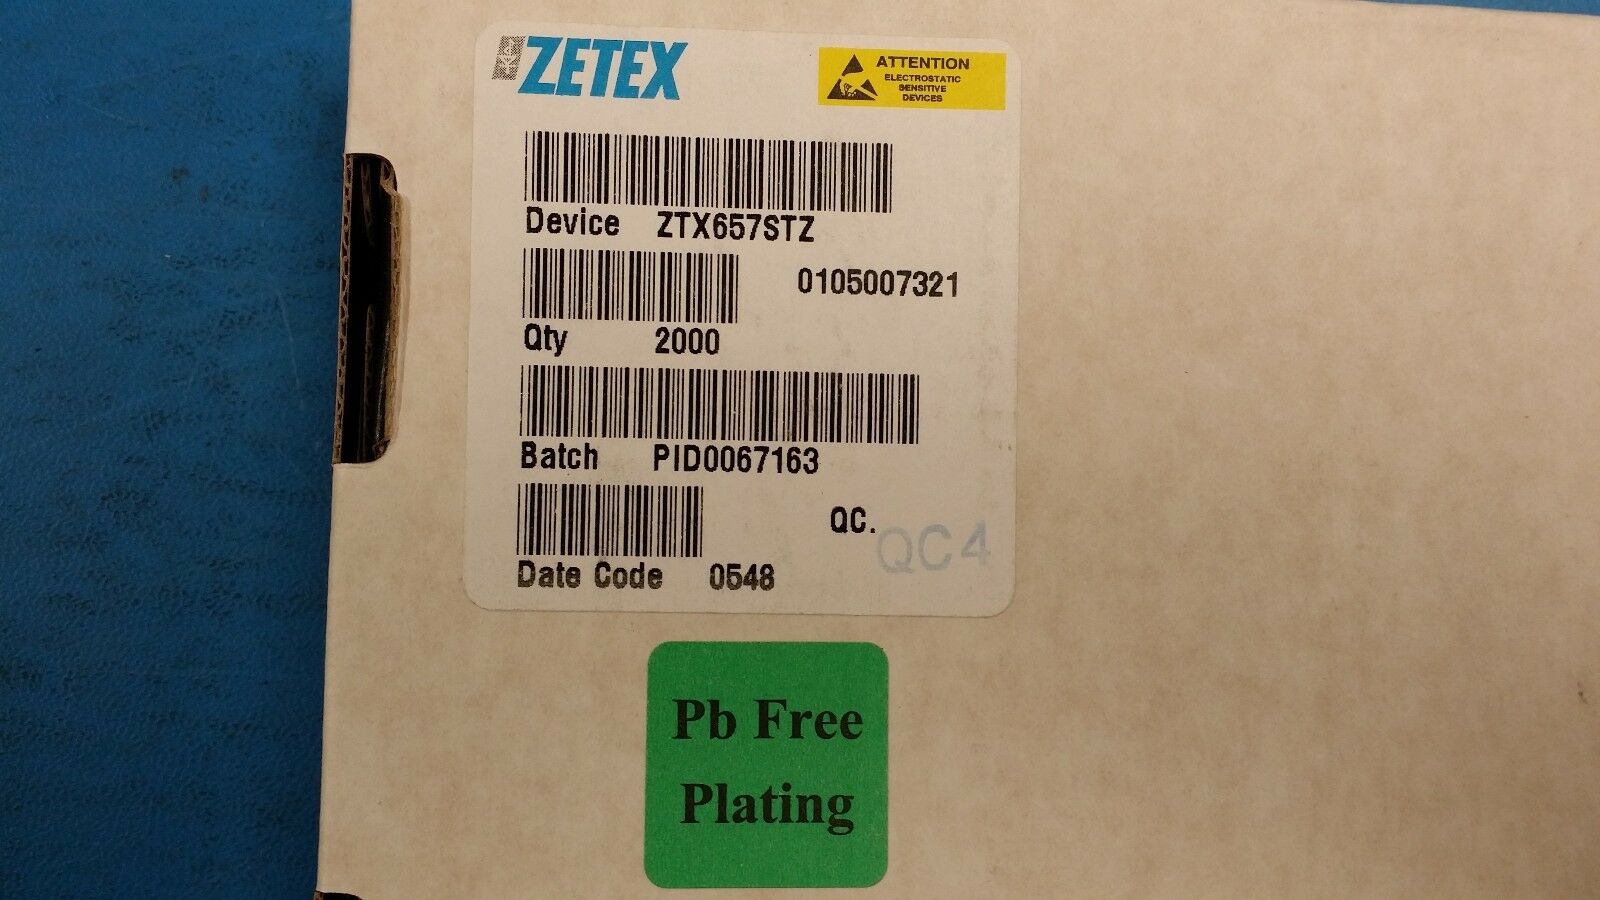 ZETEX
ATTENTION
ELECTROSTATIC
SENSITIVE
DEVICES
Device ZTX657STZ
0105007321
Qty 2000
Batch PID0067163
QC.
QC4
Date Code 0548
Pb Free
Plating